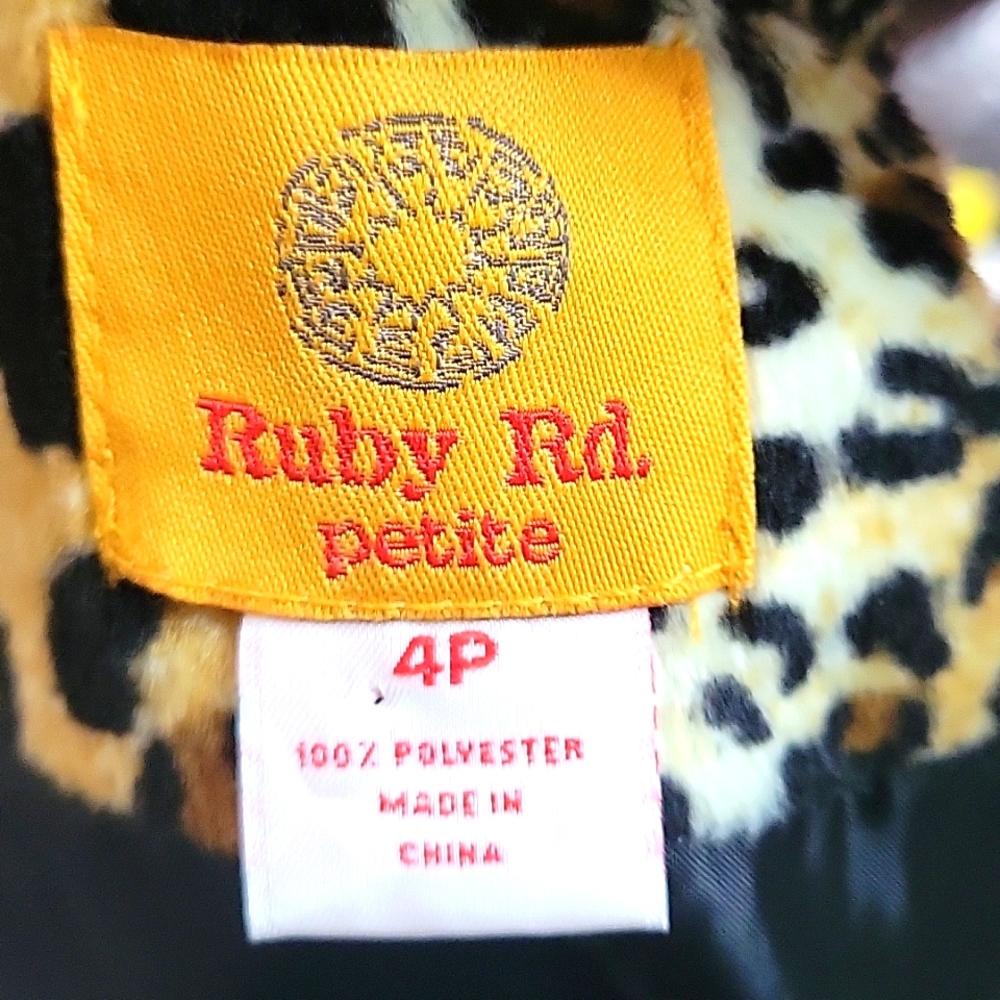 Ruby Rd.
petite
4P
100% POLYESTER
MADE IN
CHINA